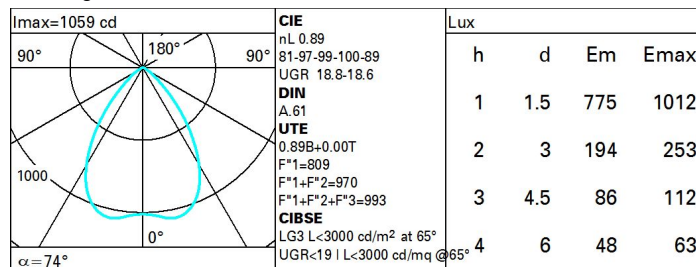 Imax=1059 cd
90°
180°
90°
1000
0°
α=74°
CIE
nL 0.89
81-97-99-100-89
UGR 18.8-18.6
DIN
A.61
UTE
0.89B+0.00T
F"1=809
F"1+F"2=970
F"1+F"2+F"3=993
CIBSE
LG3 L<3000 cd/m² at 65°
UGR<19 | L<3000 cd/mq @65°
Lux
h d Em Emax
1 1.5 775 1012
2 3 194 253
3 4.5 86 112
4 6 48 63